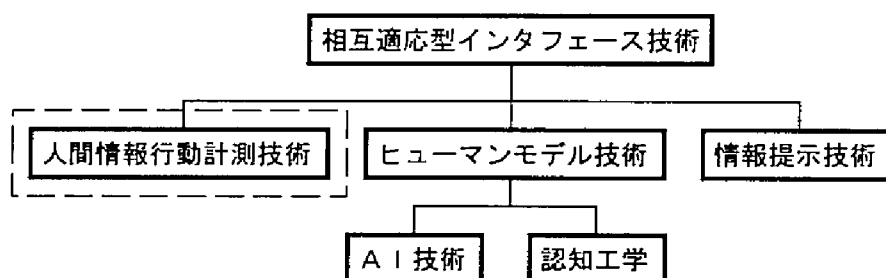 相互適応型インタフェース技術
人間情報行動計測技術
ヒューマンモデル技術
情報提示技術
AI技術
認知工学